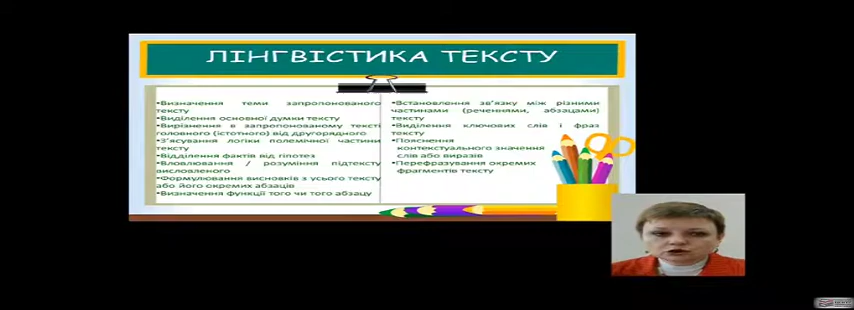 ЛІНГВІСТИКА ТЕКСТУ
•Визначення теми запропонованого
тексту
•Виділення основної думки тексту
•Вирізнення в запропонованому тексті
головного (істотного) від другорядного
•З'ясування логіки полемічної частини
тексту
•Відділення фактів від гіпотез
•Вловлювання / розуміння підтексту
висловленого
•Формулювання висновків з усього тексту
або його окремих абзаців
•Визначення функції того чи того абзацу
•Встановлення зв'язку між різними
частинами (реченнями, абзацами)
тексту
•Виділення ключових слів і фраз
тексту
•Пояснення
контекстуального значення
слів або виразів
•Перефразування окремих
фрагментів тексту